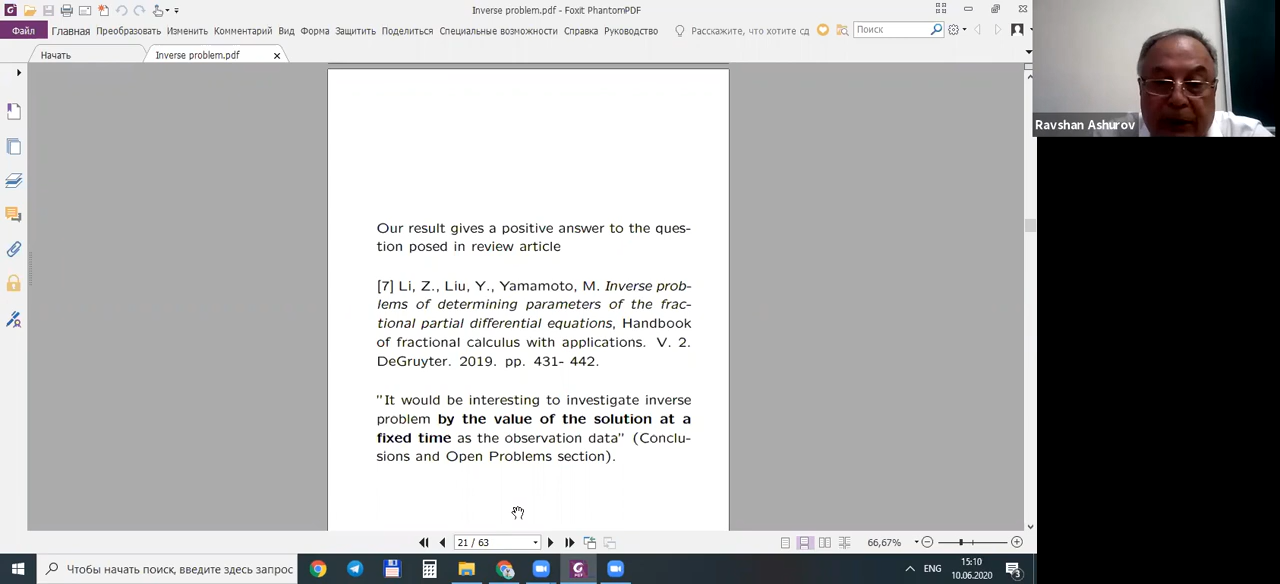 Inverse problem.pdf - Foxit PhantomPDF
Файл Главная Преобразовать Изменить Комментарий Вид Форма Защитить Поделиться Специальные возможности Справка Руководство Расскажите, что хотите сд Поиск
Начать Inverse problem.pdf
Ravshan Ashurov
Our result gives a positive answer to the ques-
tion posed in review article
[7] Li, Z., Liu, Y., Yamamoto, M. Inverse prob-
lems of determining parameters of the frac-
tional partial differential equations, Handbook
of fractional calculus with applications. V. 2.
DeGruyter. 2019. pp. 431- 442.
"It would be interesting to investigate inverse
problem by the value of the solution at a
fixed time as the observation data" (Conclu-
sions and Open Problems section).
21 / 63 66,67%
Чтобы начать поиск, введите здесь запрос ENG 15:10
10.06.2020 3